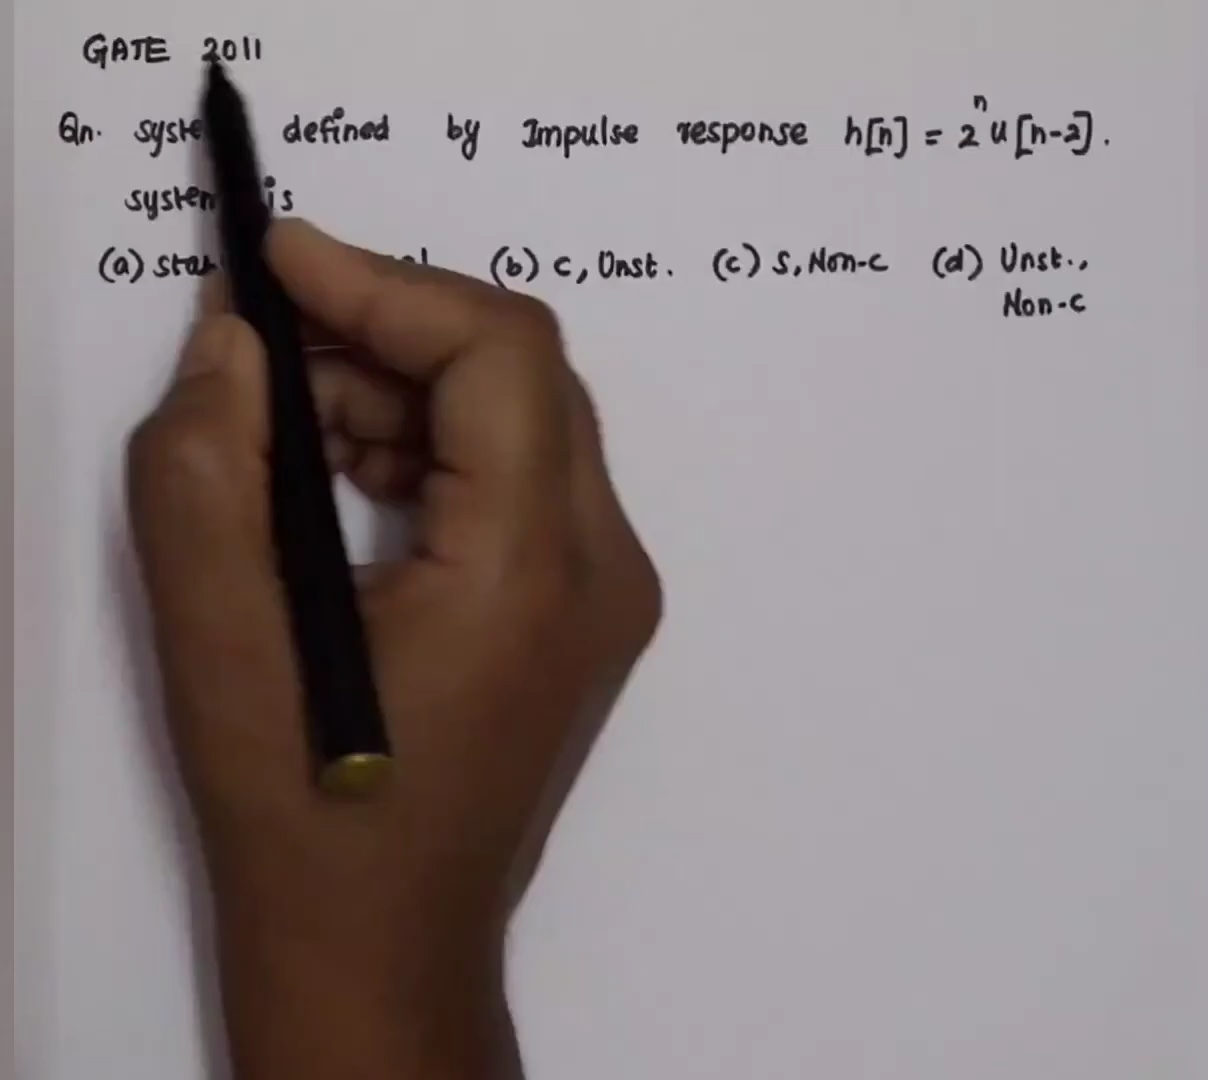 GATE 2011
Qn. syste defined by Impulse response h[n] = 2ⁿ u[n-2].
system is
(a) sta (b) C, Unst. (c) S, Non-C (d) Unst.,
Non-C